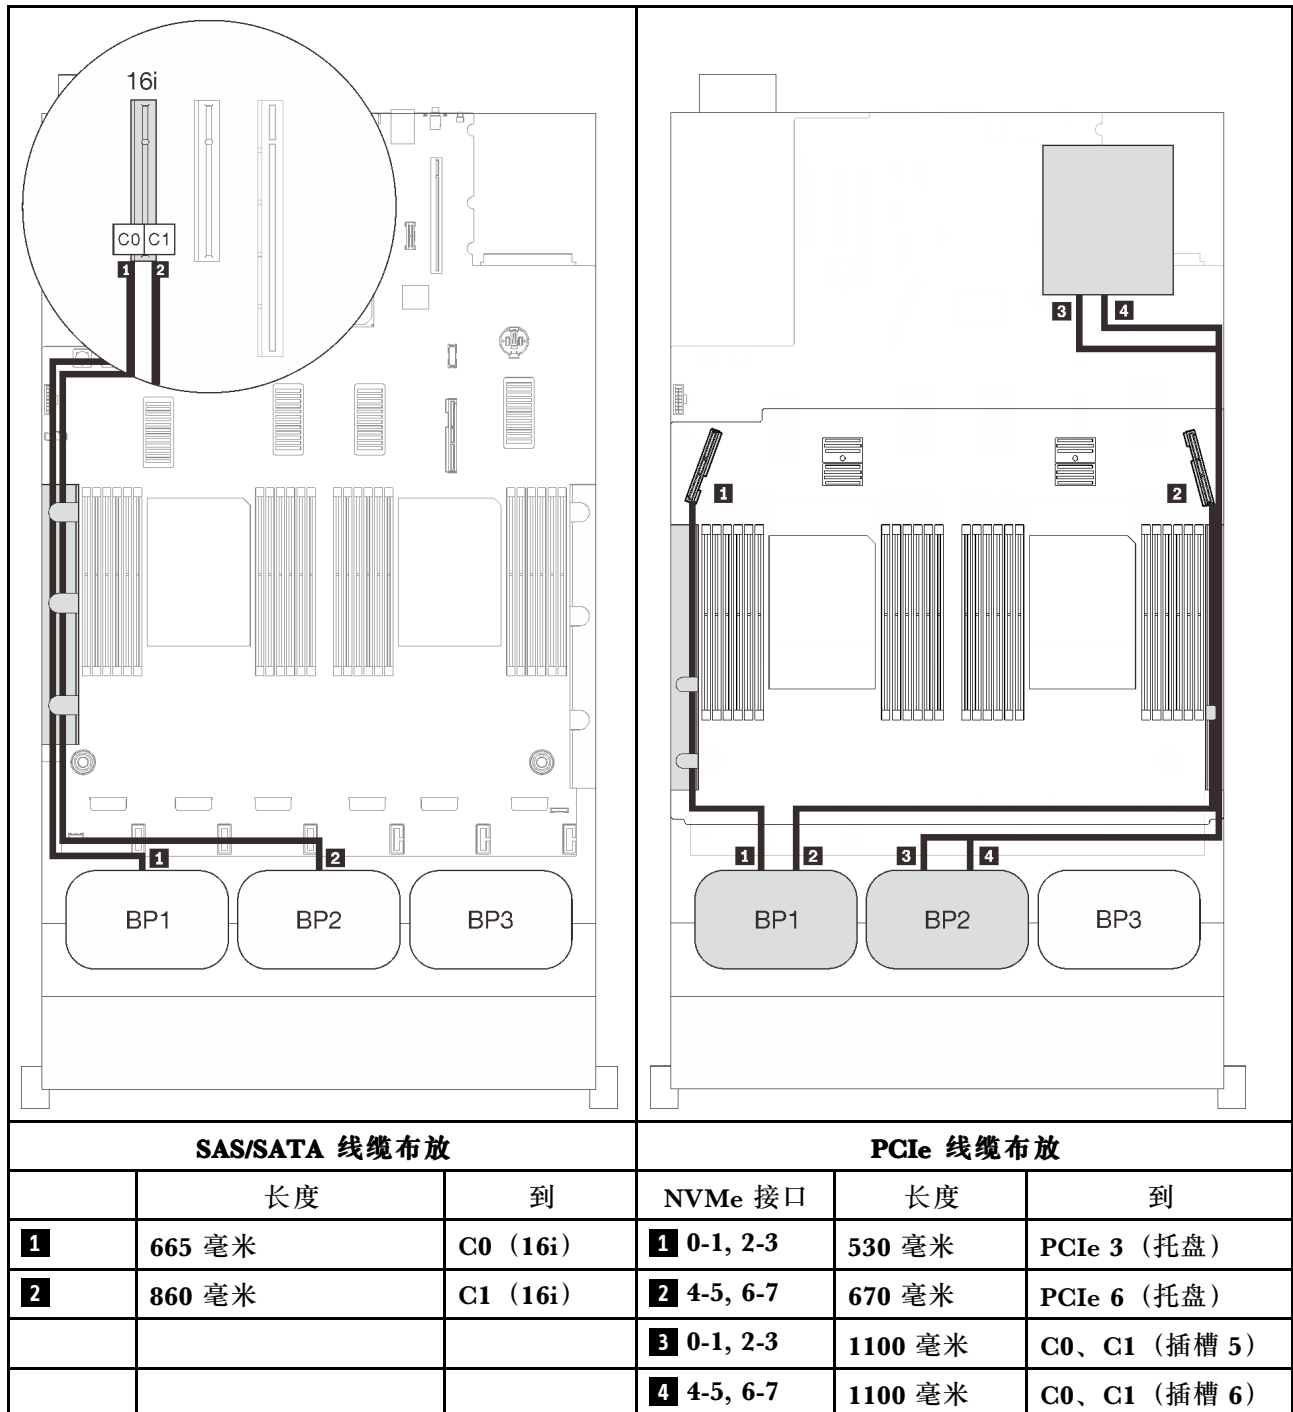 16i
C0 C1
1 2
1 2
BP1 BP2 BP3
3 4
1 2
1 2 3 4
BP1 BP2 BP3
SAS/SATA 线缆布放 PCIe 线缆布放
长度 到 NVMe 接口 长度 到
1 665 毫米 C0（16i） 1 0-1, 2-3 530 毫米 PCIe 3（托盘）
2 860 毫米 C1（16i） 2 4-5, 6-7 670 毫米 PCIe 6（托盘）
3 0-1, 2-3 1100 毫米 C0、C1（插槽 5）
4 4-5, 6-7 1100 毫米 C0、C1（插槽 6）